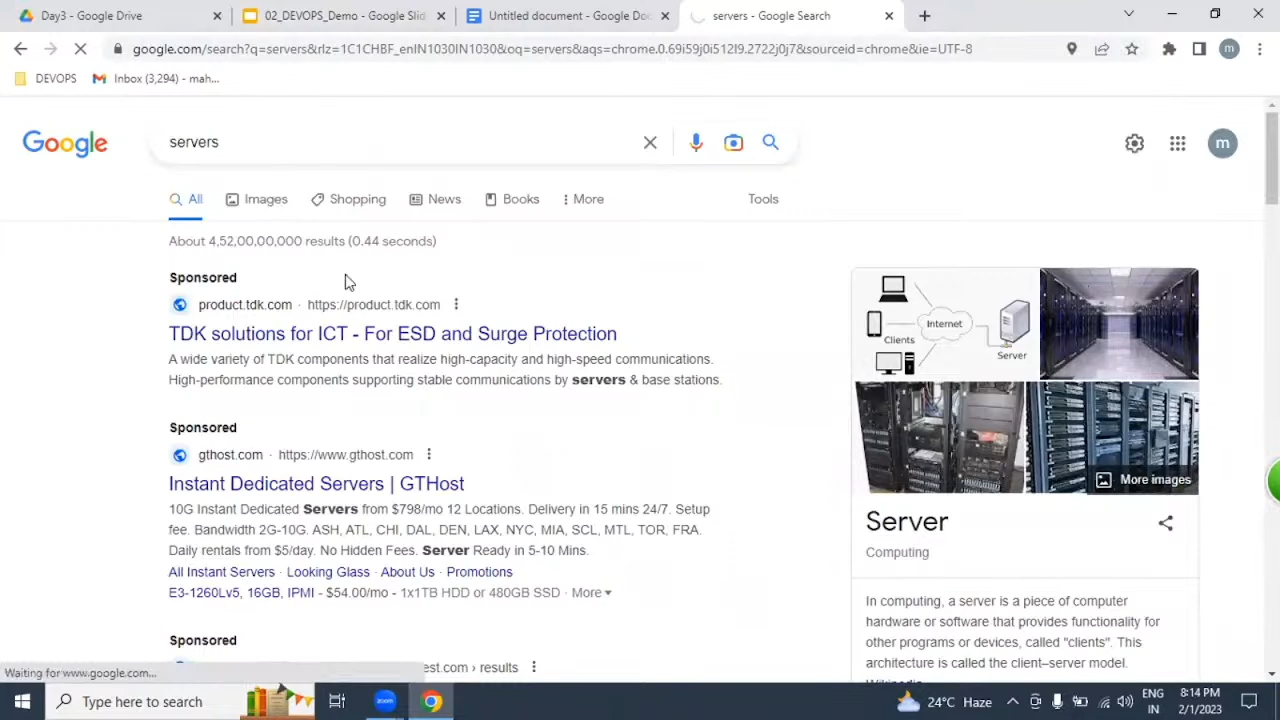 Day3 - Google Drive
02_DEVOPS_Demo - Google Slid
Untitled document - Google Doc
servers - Google Search
google.com/search?q=servers&rlz=1C1CHBF_enIN1030IN1030&oq=servers&aqs=chrome.0.69i59j0i512l9.2722j0j7&sourceid=chrome&ie=UTF-8
m
DEVOPS
Inbox (3,294) - mah...
Google
servers
m
All
Images
Shopping
News
Books
More
Tools
About 4,52,00,00,000 results (0.44 seconds)
Sponsored
product.tdk.com · https://product.tdk.com
TDK solutions for ICT - For ESD and Surge Protection
A wide variety of TDK components that realize high-capacity and high-speed communications.
High-performance components supporting stable communications by servers & base stations.
Sponsored
gthost.com · https://www.gthost.com
Instant Dedicated Servers | GTHost
10G Instant Dedicated Servers from $798/mo 12 Locations. Delivery in 15 mins 24/7. Setup
fee. Bandwidth 2G-10G. ASH, ATL, CHI, DAL, DEN, LAX, NYC, MIA, SCL, MTL, TOR, FRA.
Daily rentals from $5/day. No Hidden Fees. Server Ready in 5-10 Mins.
All Instant Servers · Looking Glass · About Us · Promotions
E3-1260Lv5, 16GB, IPMI - $54.00/mo - 1x1TB HDD or 480GB SSD · More
Sponsored
est.com › results
Internet
Clients
Server
More images
Server
Computing
In computing, a server is a piece of computer
hardware or software that provides functionality for
other programs or devices, called "clients". This
architecture is called the client–server model.
Wikipedia
Waiting for www.google.com...
Type here to search
zoom
24°C Haze
ENG
IN
8:14 PM
2/1/2023